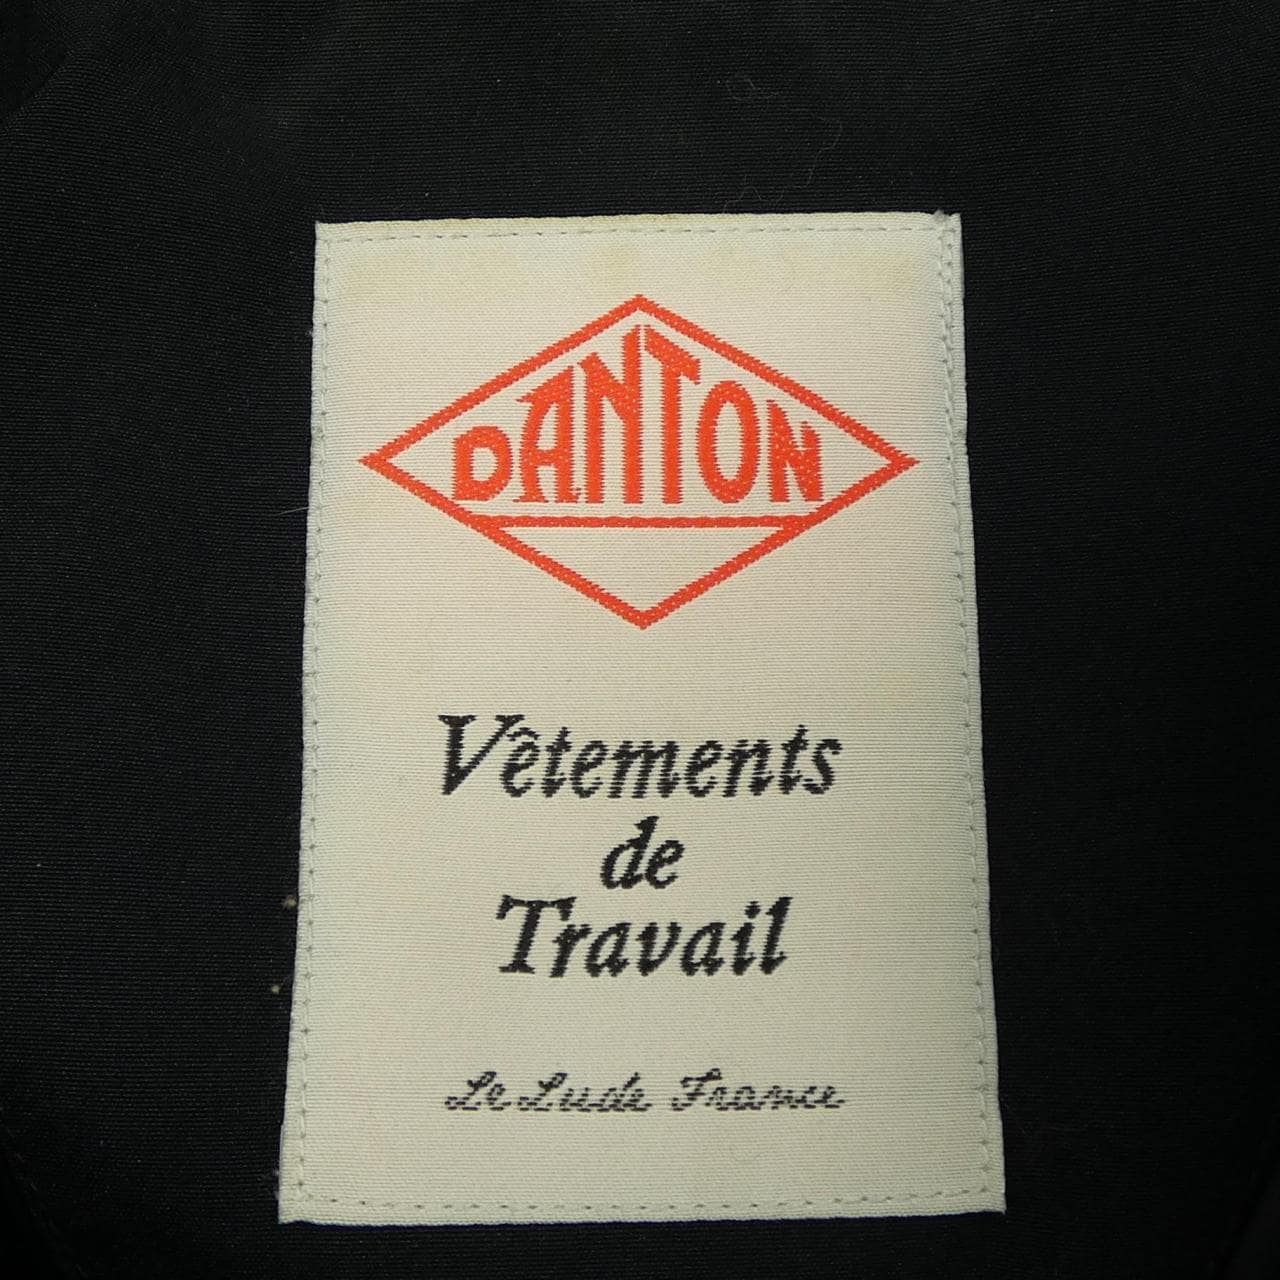 DANTON
Vêtements
de
Travail
Le Lude France